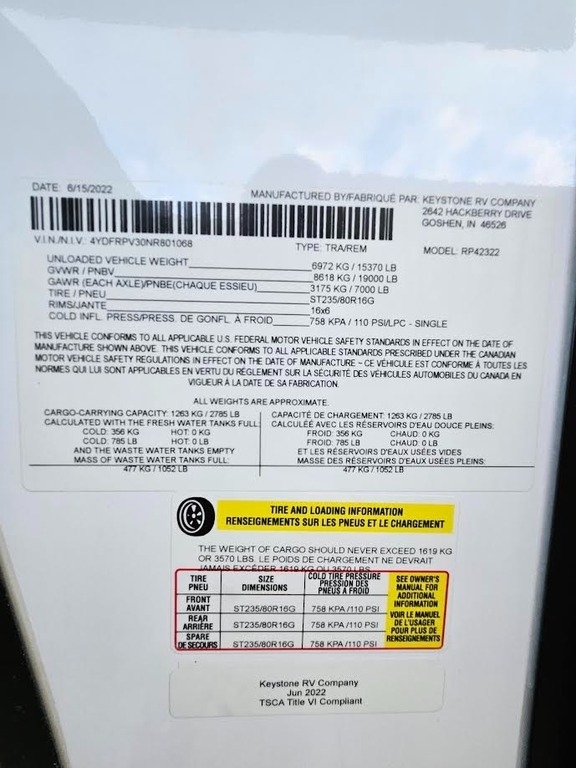 DATE: 6/15/2022
MANUFACTURED BY/FABRIQUÉ PAR: KEYSTONE RV COMPANY
2642 HACKBERRY DRIVE
GOSHEN, IN 46526
V.I.N./N.I.V.: 4YDFRPV30NR801068
TYPE: TRA/REM
MODEL: RP42322
UNLOADED VEHICLE WEIGHT 6972 KG / 15370 LB
GVWR / PNBV 8618 KG / 19000 LB
GAWR (EACH AXLE)/PNBE(CHAQUE ESSIEU) 3175 KG / 7000 LB
TIRE / PNEU ST235/80R16G
RIMS/JANTE 16x6
COLD INFL. PRESS/PRESS. DE GONFL. À FROID 758 KPA / 110 PSI/LPC - SINGLE
THIS VEHICLE CONFORMS TO ALL APPLICABLE U.S. FEDERAL MOTOR VEHICLE SAFETY STANDARDS IN EFFECT ON THE DATE OF
MANUFACTURE SHOWN ABOVE. THIS VEHICLE CONFORMS TO ALL APPLICABLE STANDARDS PRESCRIBED UNDER THE CANADIAN
MOTOR VEHICLE SAFETY REGULATIONS IN EFFECT ON THE DATE OF MANUFACTURE ~ CE VÉHICULE EST CONFORME À TOUTES LES
NORMES QUI LUI SONT APPLICABLES EN VERTU DU RÈGLEMENT SUR LA SÉCURITÉ DES VÉHICULES AUTOMOBILES DU CANADA EN
VIGUEUR À LA DATE DE SA FABRICATION.
ALL WEIGHTS ARE APPROXIMATE.
CARGO-CARRYING CAPACITY: 1263 KG / 2785 LB
CALCULATED WITH THE FRESH WATER TANKS FULL:
COLD: 356 KG HOT: 0 KG
COLD: 785 LB HOT: 0 LB
AND THE WASTE WATER TANKS EMPTY
MASS OF WASTE WATER TANKS FULL:
477 KG / 1052 LB
CAPACITÉ DE CHARGEMENT: 1263 KG / 2785 LB
CALCULÉE AVEC LES RÉSERVOIRS D'EAU DOUCE PLEINS:
FROID: 356 KG CHAUD: 0 KG
FROID: 785 LB CHAUD: 0 LB
ET LES RÉSERVOIRS D'EAUX USÉES VIDES
MASSE DES RÉSERVOIRS D'EAUX USÉES PLEINS:
477 KG / 1052 LB
TIRE AND LOADING INFORMATION
RENSEIGNEMENTS SUR LES PNEUS ET LE CHARGEMENT
THE WEIGHT OF CARGO SHOULD NEVER EXCEED 1619 KG
OR 3570 LBS. LE POIDS DE CHARGEMENT NE DEVRAIT
JAMAIS EXCÉDER 1619 KG OU 3570 LBS.
TIRE
PNEU
SIZE
DIMENSIONS
COLD TIRE PRESSURE
PRESSION DES
PNEUS A FROID
FRONT
AVANT
ST235/80R16G
758 KPA /110 PSI
REAR
ARRIÈRE
ST235/80R16G
758 KPA /110 PSI
SPARE
DE SECOURS
ST235/80R16G
758 KPA /110 PSI
SEE OWNER'S
MANUAL FOR
ADDITIONAL
INFORMATION
VOIR LE MANUEL
DE L'USAGER
POUR PLUS DE
RENSEIGNEMENTS
Keystone RV Company
Jun 2022
TSCA Title VI Compliant